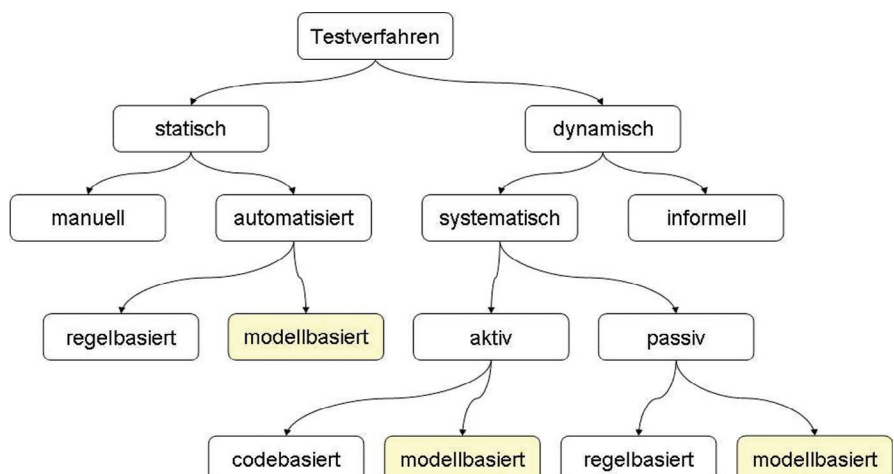 Testverfahren
statisch
dynamisch
manuell
automatisiert
systematisch
informell
regelbasiert
modellbasiert
aktiv
passiv
codebasiert
modellbasiert
regelbasiert
modellbasiert